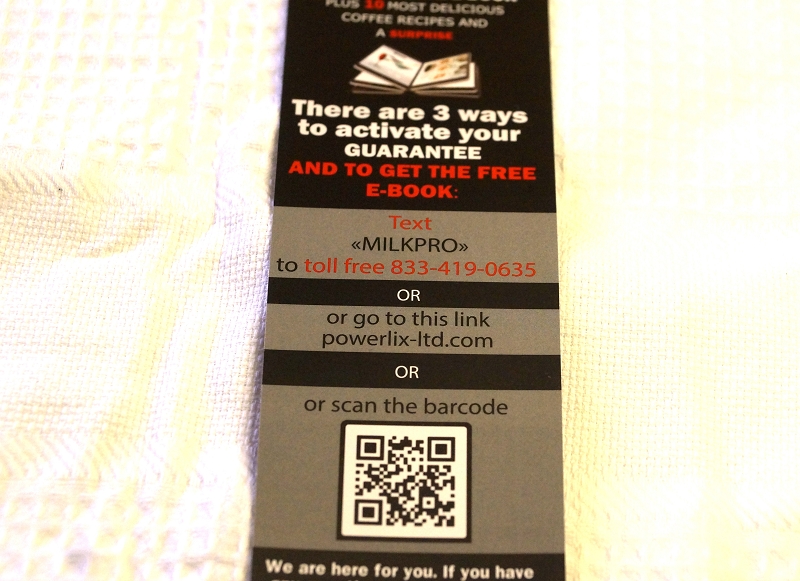 PLUS 10 MOST DELICIOUS
COFFEE RECIPES AND
A SURPRISE
There are 3 ways
to activate your
GUARANTEE
AND TO GET THE FREE
E-BOOK:
Text
«MILKPRO»
to toll free 833-419-0635
OR
or go to this link
powerlix-ltd.com
OR
or scan the barcode
We are here for you. If you have